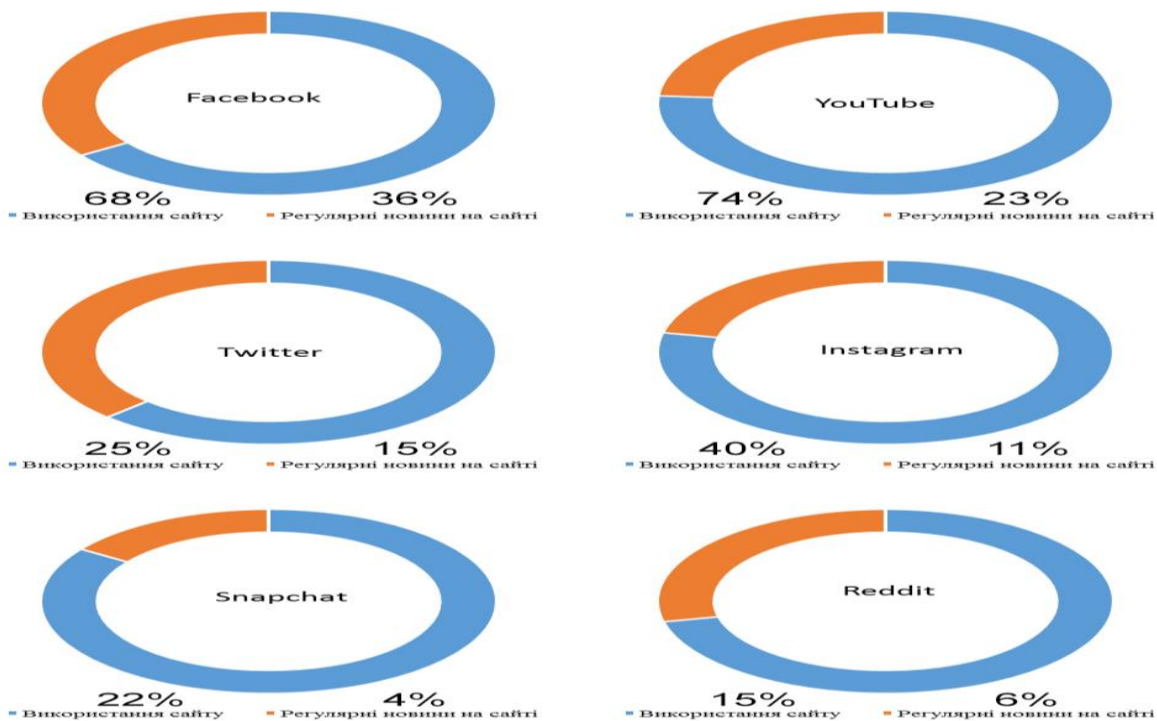 Facebook
68% 36%
Використання сайту Регулярні новини на сайті
YouTube
74% 23%
Використання сайту Регулярні новини на сайті
Twitter
25% 15%
Використання сайту Регулярні новини на сайті
Instagram
40% 11%
Використання сайту Регулярні новини на сайті
Snapchat
22% 4%
Використання сайту Регулярні новини на сайті
Reddit
15% 6%
Використання сайту Регулярні новини на сайті